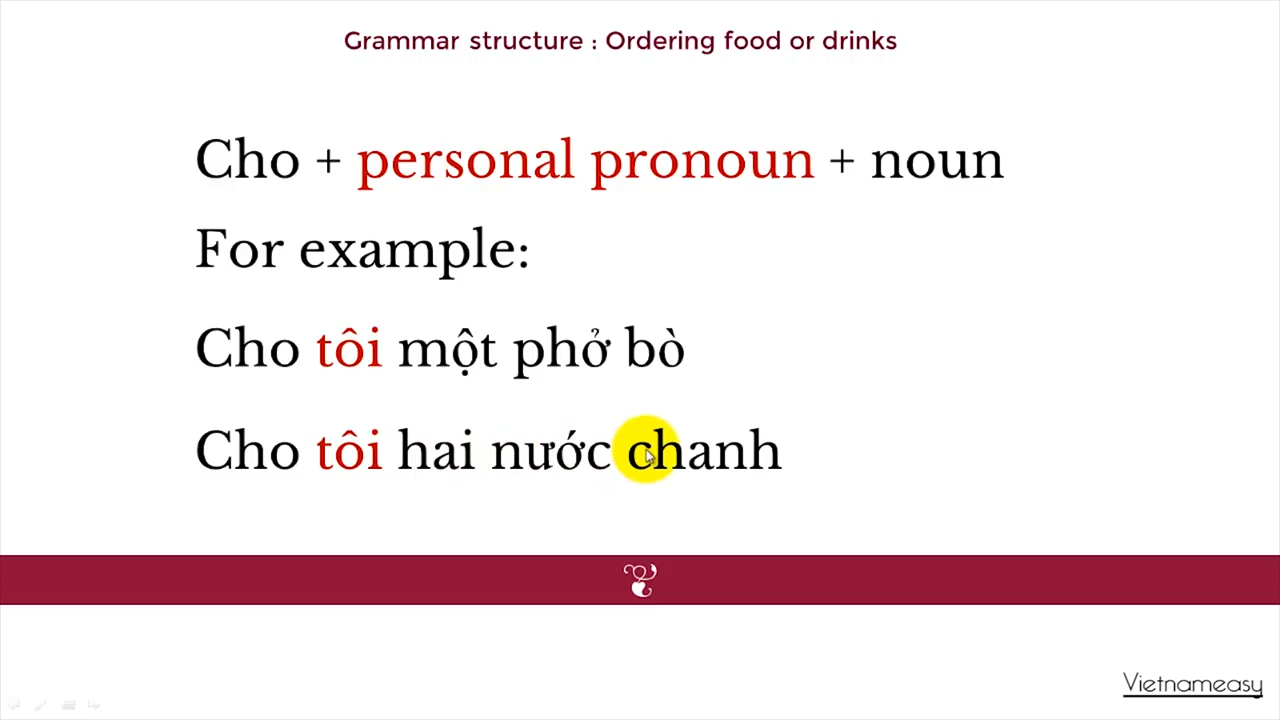 Grammar structure : Ordering food or drinks
Cho + personal pronoun + noun
For example:
Cho tôi một phở bò
Cho tôi hai nước chanh
Vietnameasy